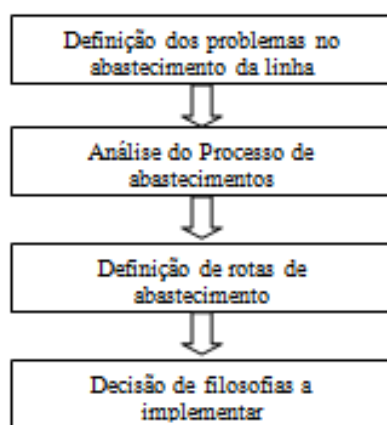 Definição dos problemas no
abastecimento da linha
Análise do Processo de
abastecimentos
Definição de rotas de
abastecimento
Decisão de filosofias a
implementar